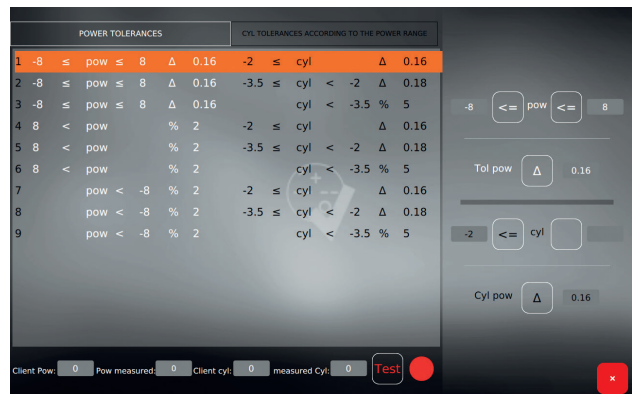 POWER TOLERANCES CYL TOLERANCES ACCORDING TO THE POWER RANGE
1 -8 ≤ pow ≤ 8 Δ 0.16 -2 ≤ cyl Δ 0.16
2 -8 ≤ pow ≤ 8 Δ 0.16 -3.5 ≤ cyl < -2 Δ 0.18
3 -8 ≤ pow ≤ 8 Δ 0.16 cyl < -3.5 % 5
4 8 < pow % 2 -2 ≤ cyl Δ 0.16
5 8 < pow % 2 -3.5 ≤ cyl < -2 Δ 0.18
6 8 < pow % 2 cyl < -3.5 % 5
7 pow < -8 % 2 -2 ≤ cyl Δ 0.16
8 pow < -8 % 2 -3.5 ≤ cyl < -2 Δ 0.18
9 pow < -8 % 2 cyl < -3.5 % 5
Client Pow: 0 Pow measured: 0 Client cyl: 0 measured Cyl: 0 Test
-8 <= pow <= 8
Tol pow Δ 0.16
-2 <= cyl
Cyl pow Δ 0.16
×